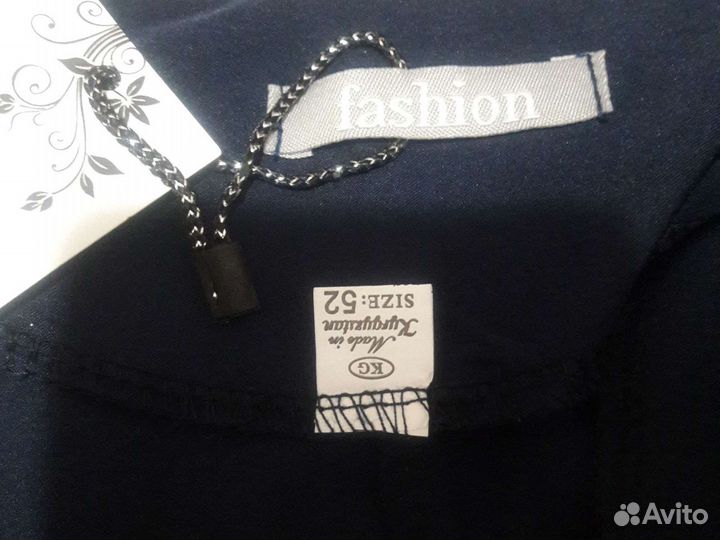 fashion
KG
Made in
Kyrgyzstan
SIZE: 52
Avito